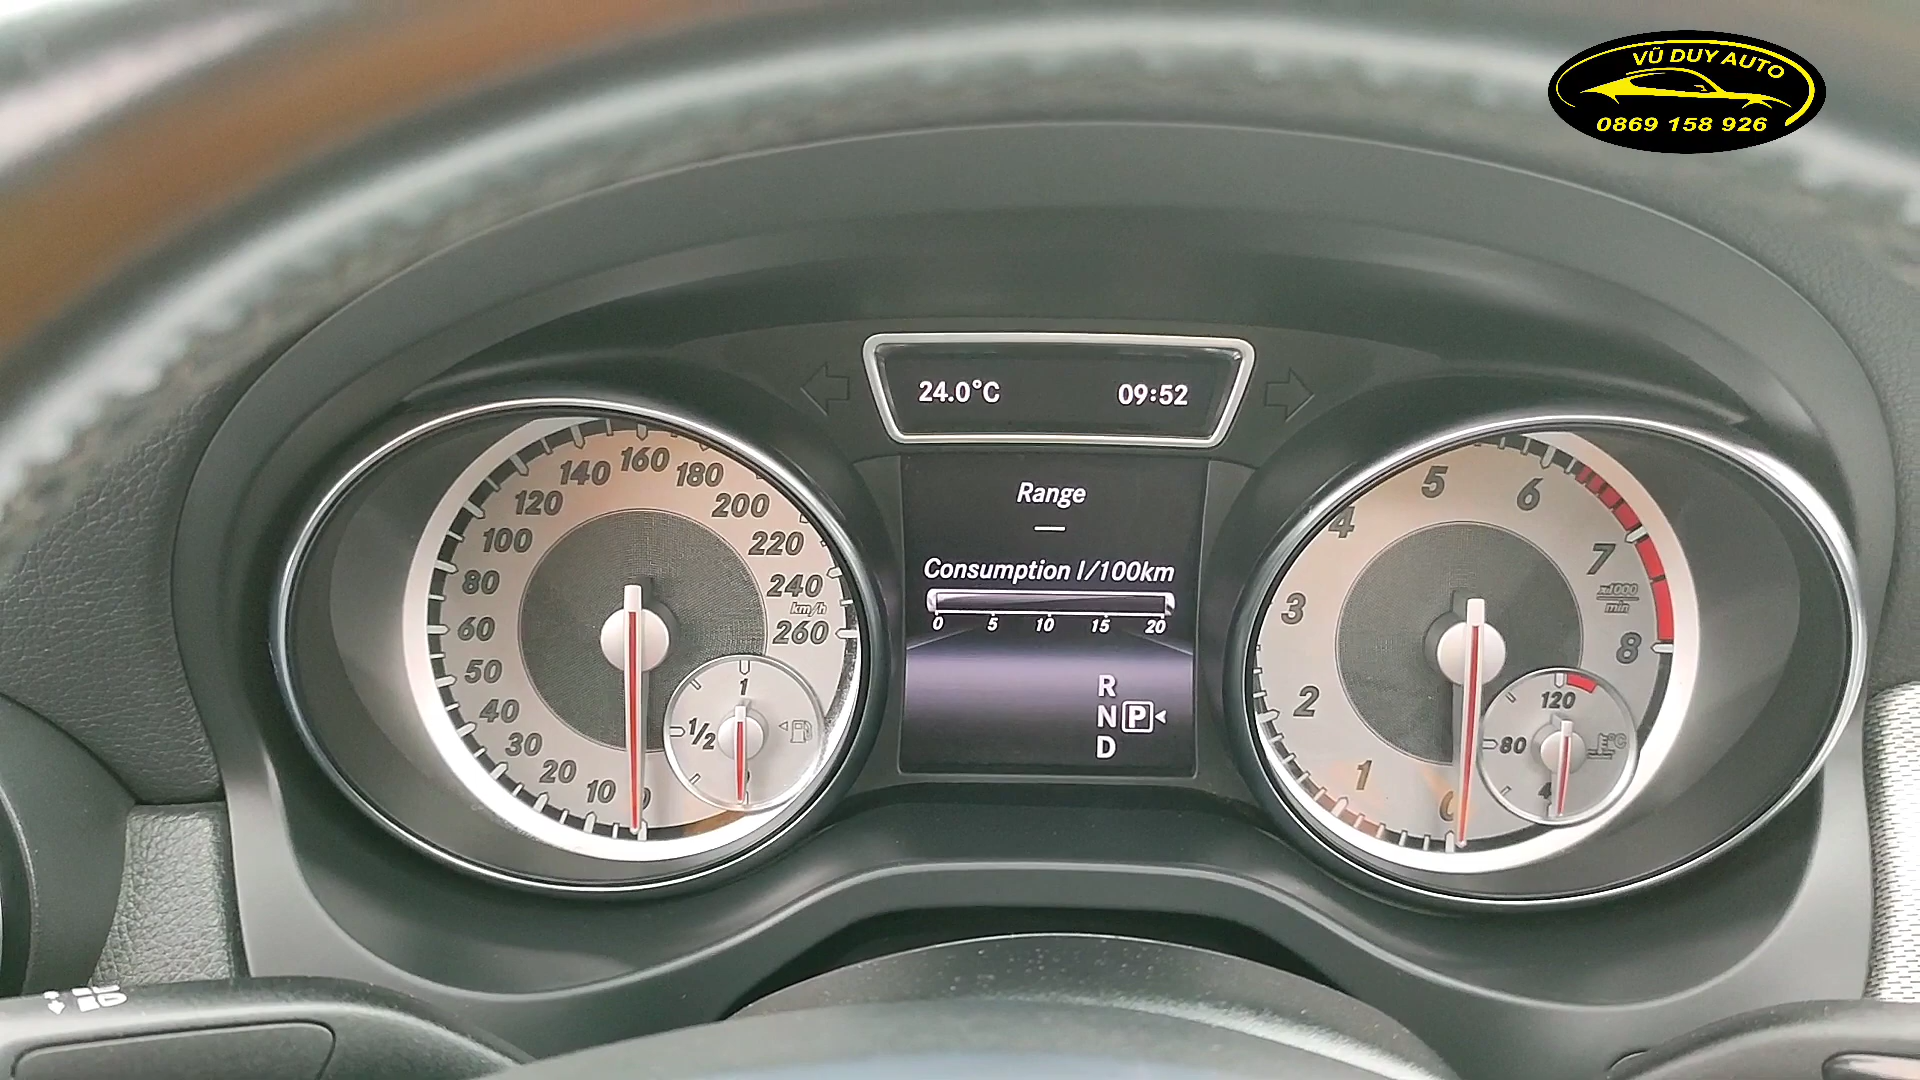 VŨ DUY AUTO
0869 158 926
24.0°C 09:52
Range
—
Consumption l/100km
0 5 10 15 20
R
N P
D
0 10 20 30 40 50 60 80 100 120 140 160 180 200 220 240 260
km/h
1
1/2
0 1 2 3 4 5 6 7 8
x1000
min
120
80
°C